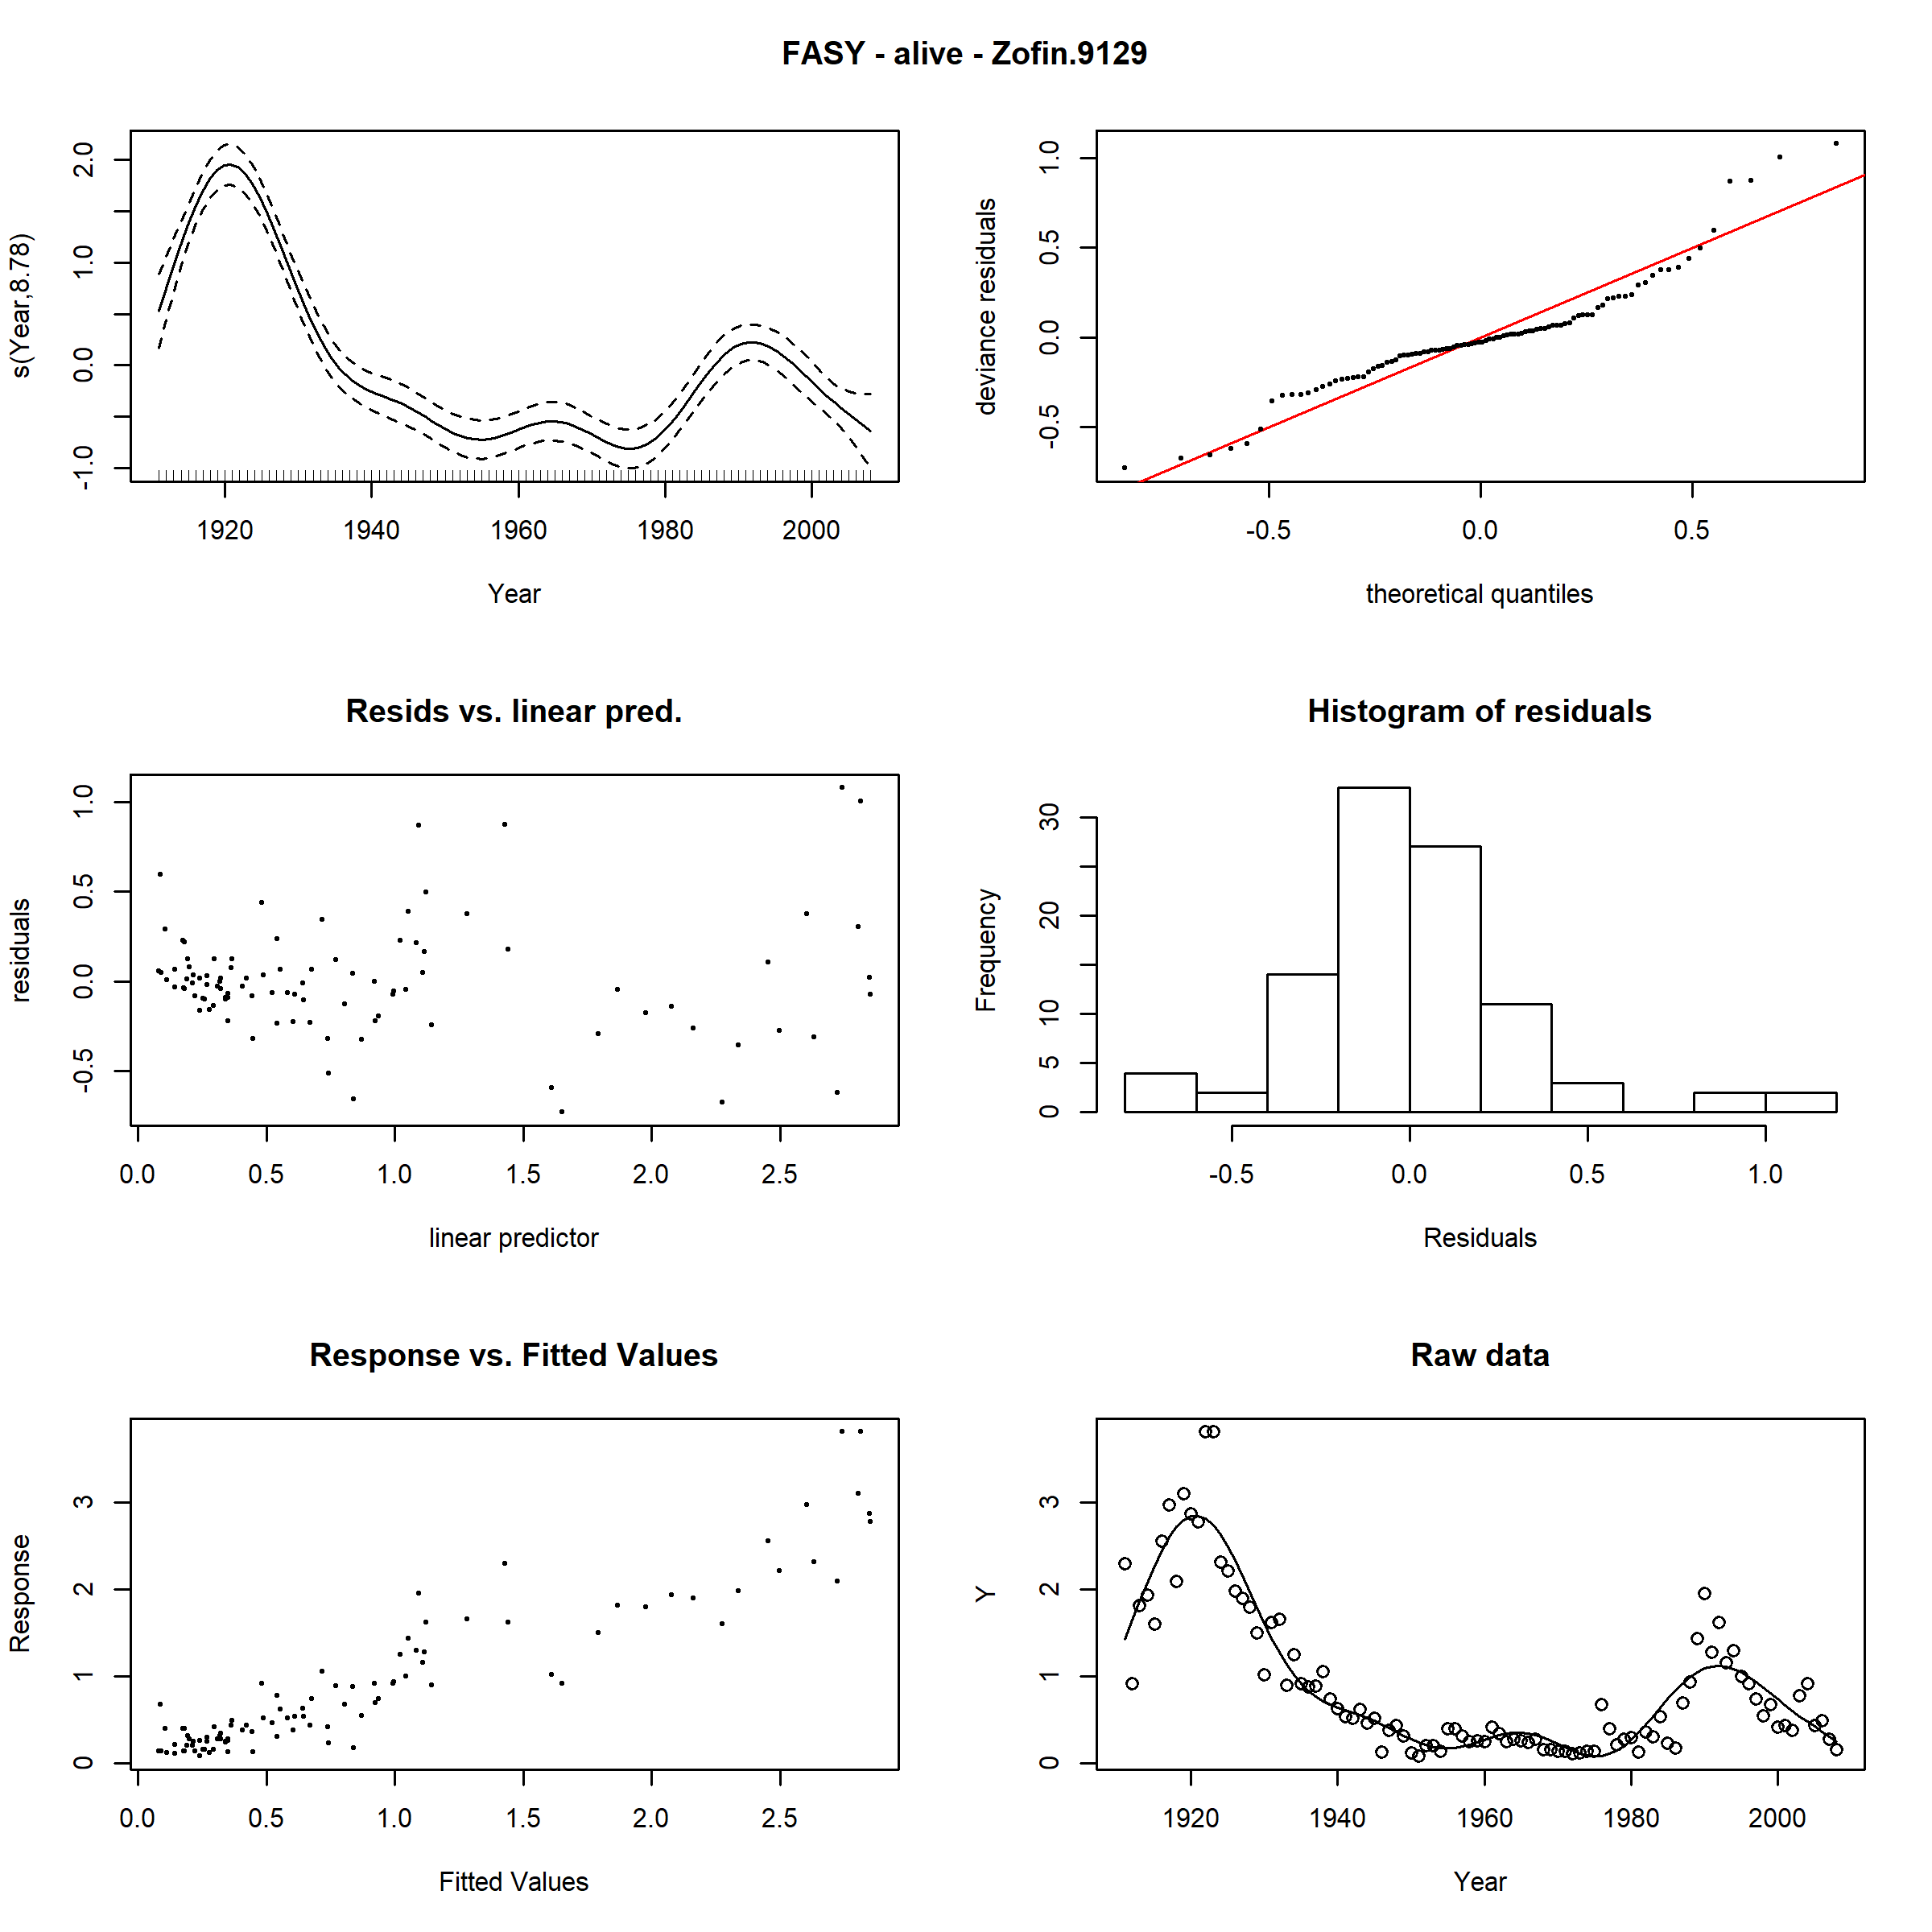 FASY - alive - Zofin.9129
s(Year,8.78)
-1.0 0.0 1.0 2.0
1920 1940 1960 1980 2000
Year
deviance residuals
-0.5 0.0 0.5 1.0
-0.5 0.0 0.5
theoretical quantiles
Resids vs. linear pred.
residuals
-0.5 0.0 0.5 1.0
0.0 0.5 1.0 1.5 2.0 2.5
linear predictor
Histogram of residuals
Frequency
0 5 10 20 30
-0.5 0.0 0.5 1.0
Residuals
Response vs. Fitted Values
Response
0 1 2 3
0.0 0.5 1.0 1.5 2.0 2.5
Fitted Values
Raw data
Y
0 1 2 3
1920 1940 1960 1980 2000
Year